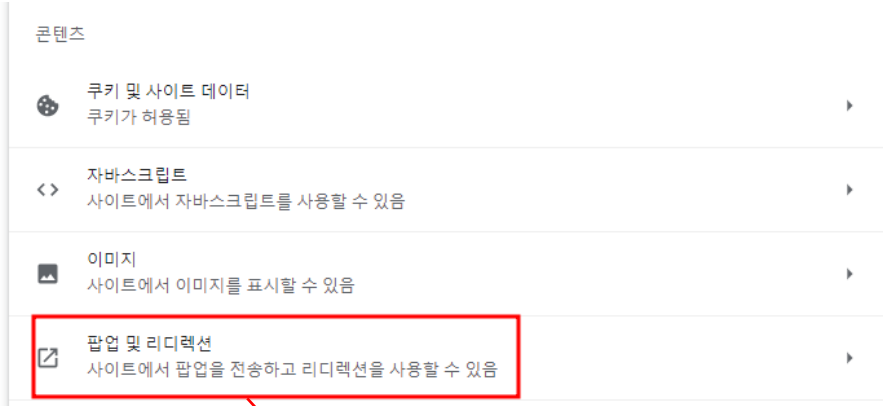 콘텐츠
쿠키 및 사이트 데이터
쿠키가 허용됨
자바스크립트
사이트에서 자바스크립트를 사용할 수 있음
이미지
사이트에서 이미지를 표시할 수 있음
팝업 및 리디렉션
사이트에서 팝업을 전송하고 리디렉션을 사용할 수 있음